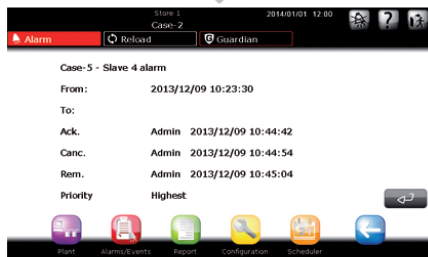 Store 1
2014/01/01 12:00
Case-2
Alarm
Reload
Guardian
Case-5 - Slave 4 alarm
From: 2013/12/09 10:23:30
To:
Ack. Admin 2013/12/09 10:44:42
Canc. Admin 2013/12/09 10:44:54
Rem. Admin 2013/12/09 10:45:04
Priority Highest
Plant Alarms/Events Report Configuration Scheduler